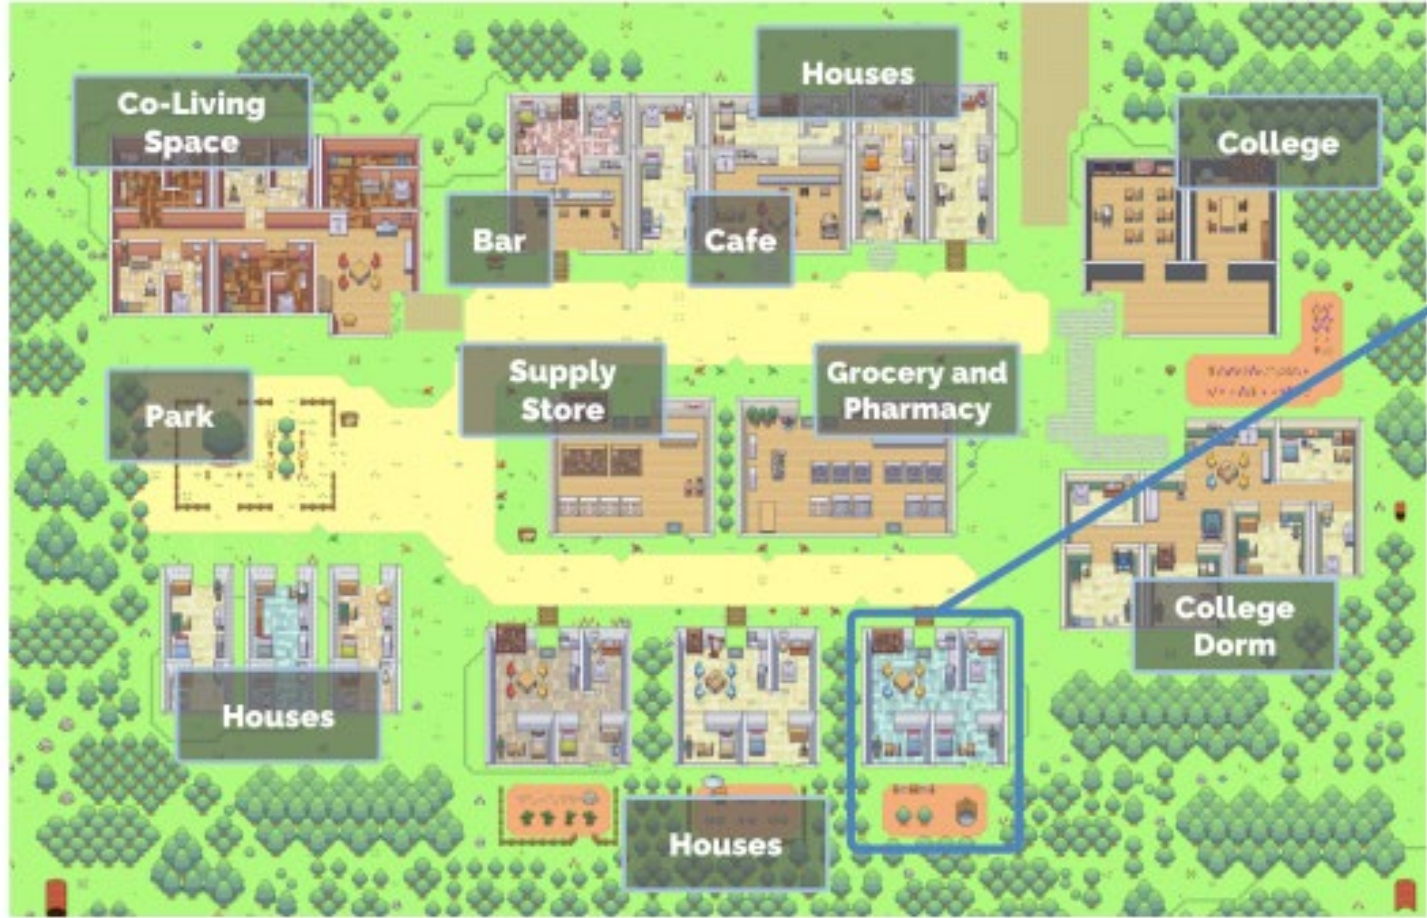 Houses
Co-Living
Space
College
Bar
Cafe
Supply
Store
Grocery and
Pharmacy
Park
College
Dorm
Houses
Houses